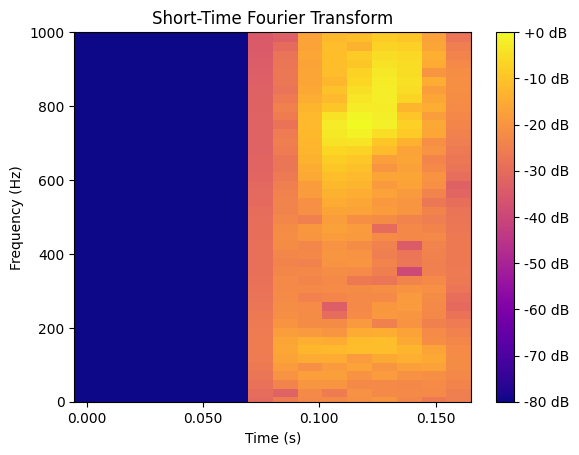 Short-Time Fourier Transform
1000
800
600
400
200
0
Frequency (Hz)
0.000
0.050
0.100
0.150
Time (s)
+0 dB
-10 dB
-20 dB
-30 dB
-40 dB
-50 dB
-60 dB
-70 dB
-80 dB